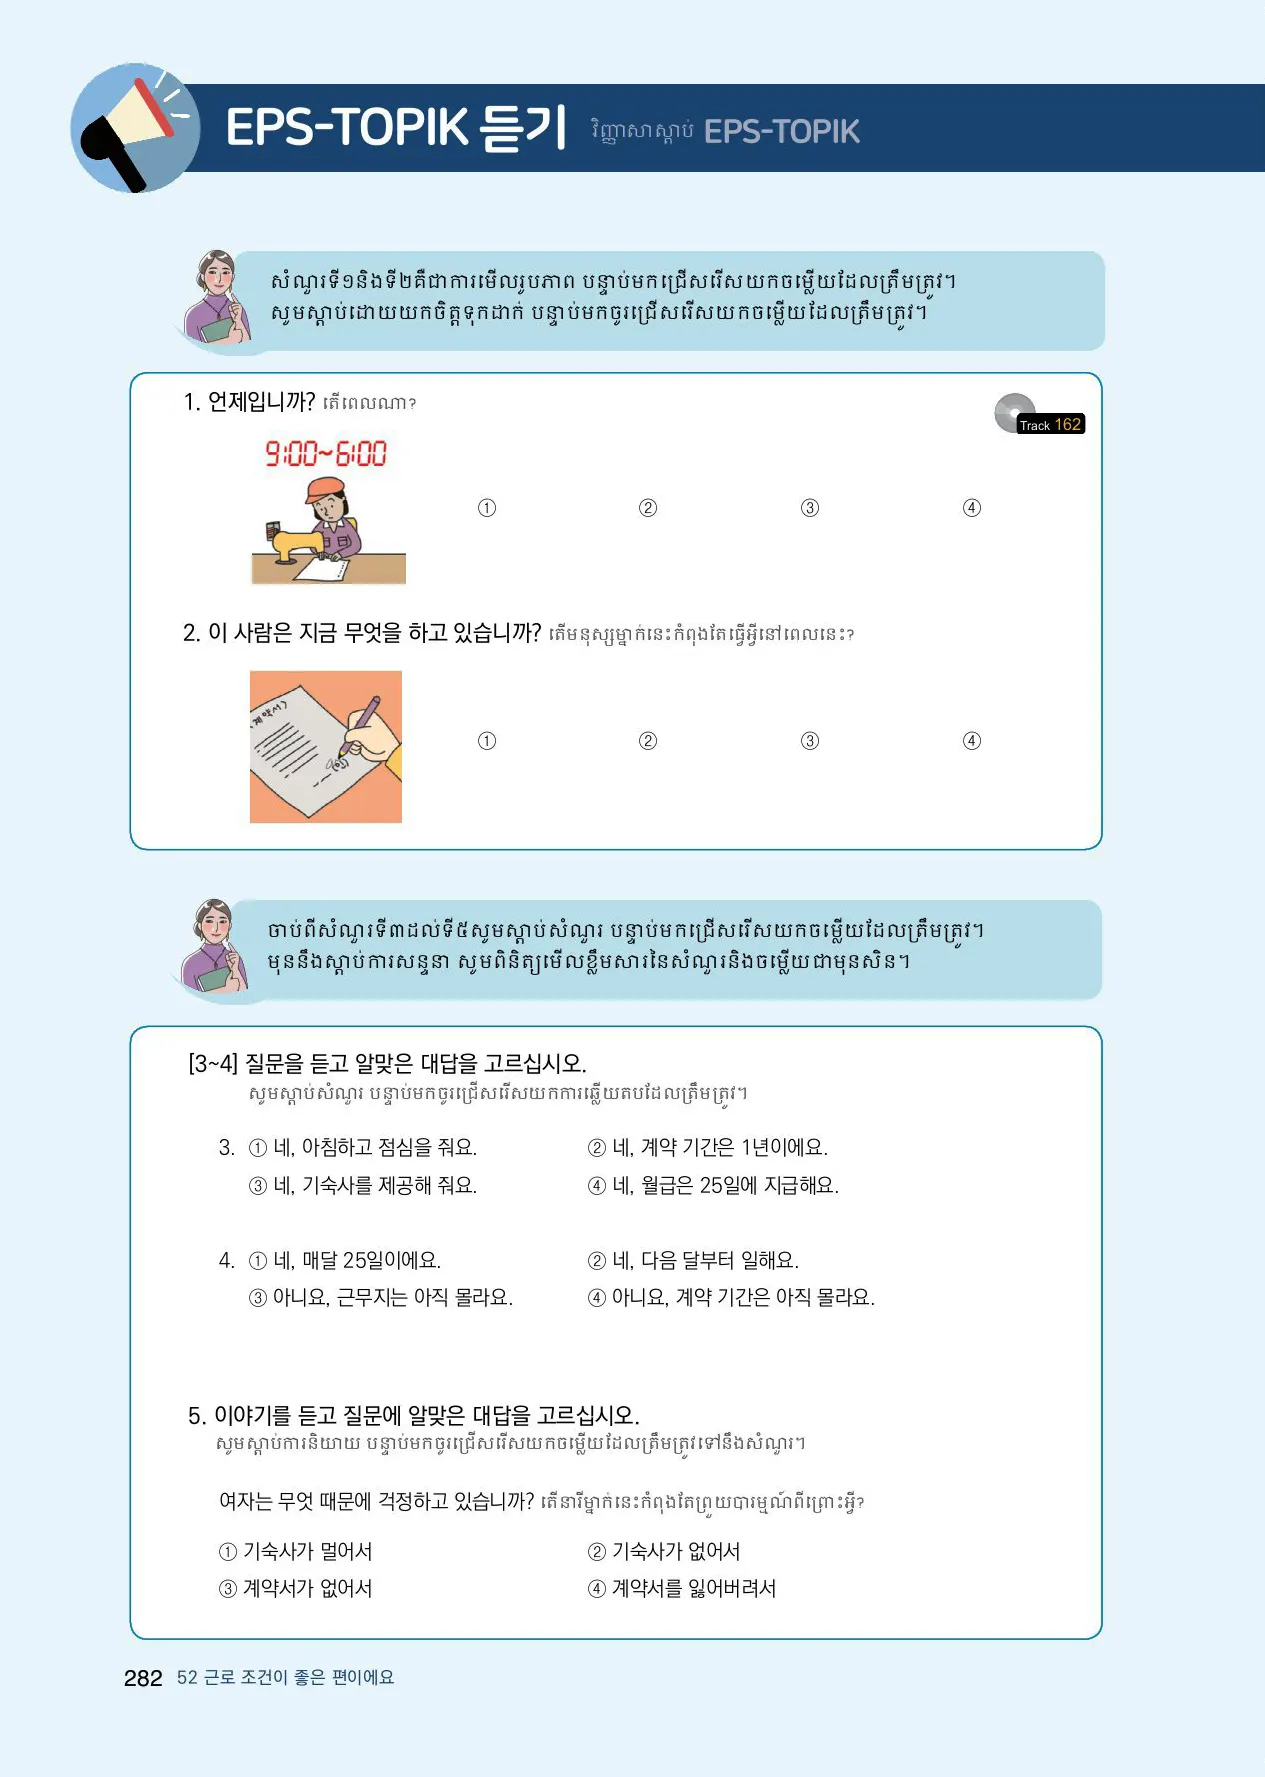 EPS-TOPIK 듣기 វិញ្ញាសាស្តាប់ EPS-TOPIK
សំណួរទី១និងទី២គឺជាការមើលរូបភាព បន្ទាប់មកជ្រើសរើសយកចម្លើយដែលត្រឹមត្រូវ។
សូមស្តាប់ដោយយកចិត្តទុកដាក់ បន្ទាប់មកចូរជ្រើសរើសយកចម្លើយដែលត្រឹមត្រូវ។
1. 언제입니까? តើពេលណា?
Track 162
9:00~6:00
① ② ③ ④
2. 이 사람은 지금 무엇을 하고 있습니까? តើមនុស្សម្នាក់នេះកំពុងតែធ្វើអ្វីនៅពេលនេះ?
계약서
(인)
① ② ③ ④
ចាប់ពីសំណួរទី៣ដល់ទី៥សូមស្តាប់សំណួរ បន្ទាប់មកជ្រើសរើសយកចម្លើយដែលត្រឹមត្រូវ។
មុននឹងស្តាប់ការសន្ទនា សូមពិនិត្យមើលខ្លឹមសារនៃសំណួរនិងចម្លើយជាមុនសិន។
[3~4] 질문을 듣고 알맞은 대답을 고르십시오.
សូមស្តាប់សំណួរ បន្ទាប់មកចូរជ្រើសរើសយកការឆ្លើយតបដែលត្រឹមត្រូវ។
3. ① 네, 아침하고 점심을 줘요. ② 네, 계약 기간은 1년이에요.
③ 네, 기숙사를 제공해 줘요. ④ 네, 월급은 25일에 지급해요.
4. ① 네, 매달 25일이에요. ② 네, 다음 달부터 일해요.
③ 아니요, 근무지는 아직 몰라요. ④ 아니요, 계약 기간은 아직 몰라요.
5. 이야기를 듣고 질문에 알맞은 대답을 고르십시오.
សូមស្តាប់ការនិយាយ បន្ទាប់មកចូរជ្រើសរើសយកចម្លើយដែលត្រឹមត្រូវទៅនឹងសំណួរ។
여자는 무엇 때문에 걱정하고 있습니까? តើនារីម្នាក់នេះកំពុងតែព្រួយបារម្មណ៍ពីព្រោះអ្វី?
① 기숙사가 멀어서 ② 기숙사가 없어서
③ 계약서가 없어서 ④ 계약서를 잃어버려서
282 52 근로 조건이 좋은 편이에요